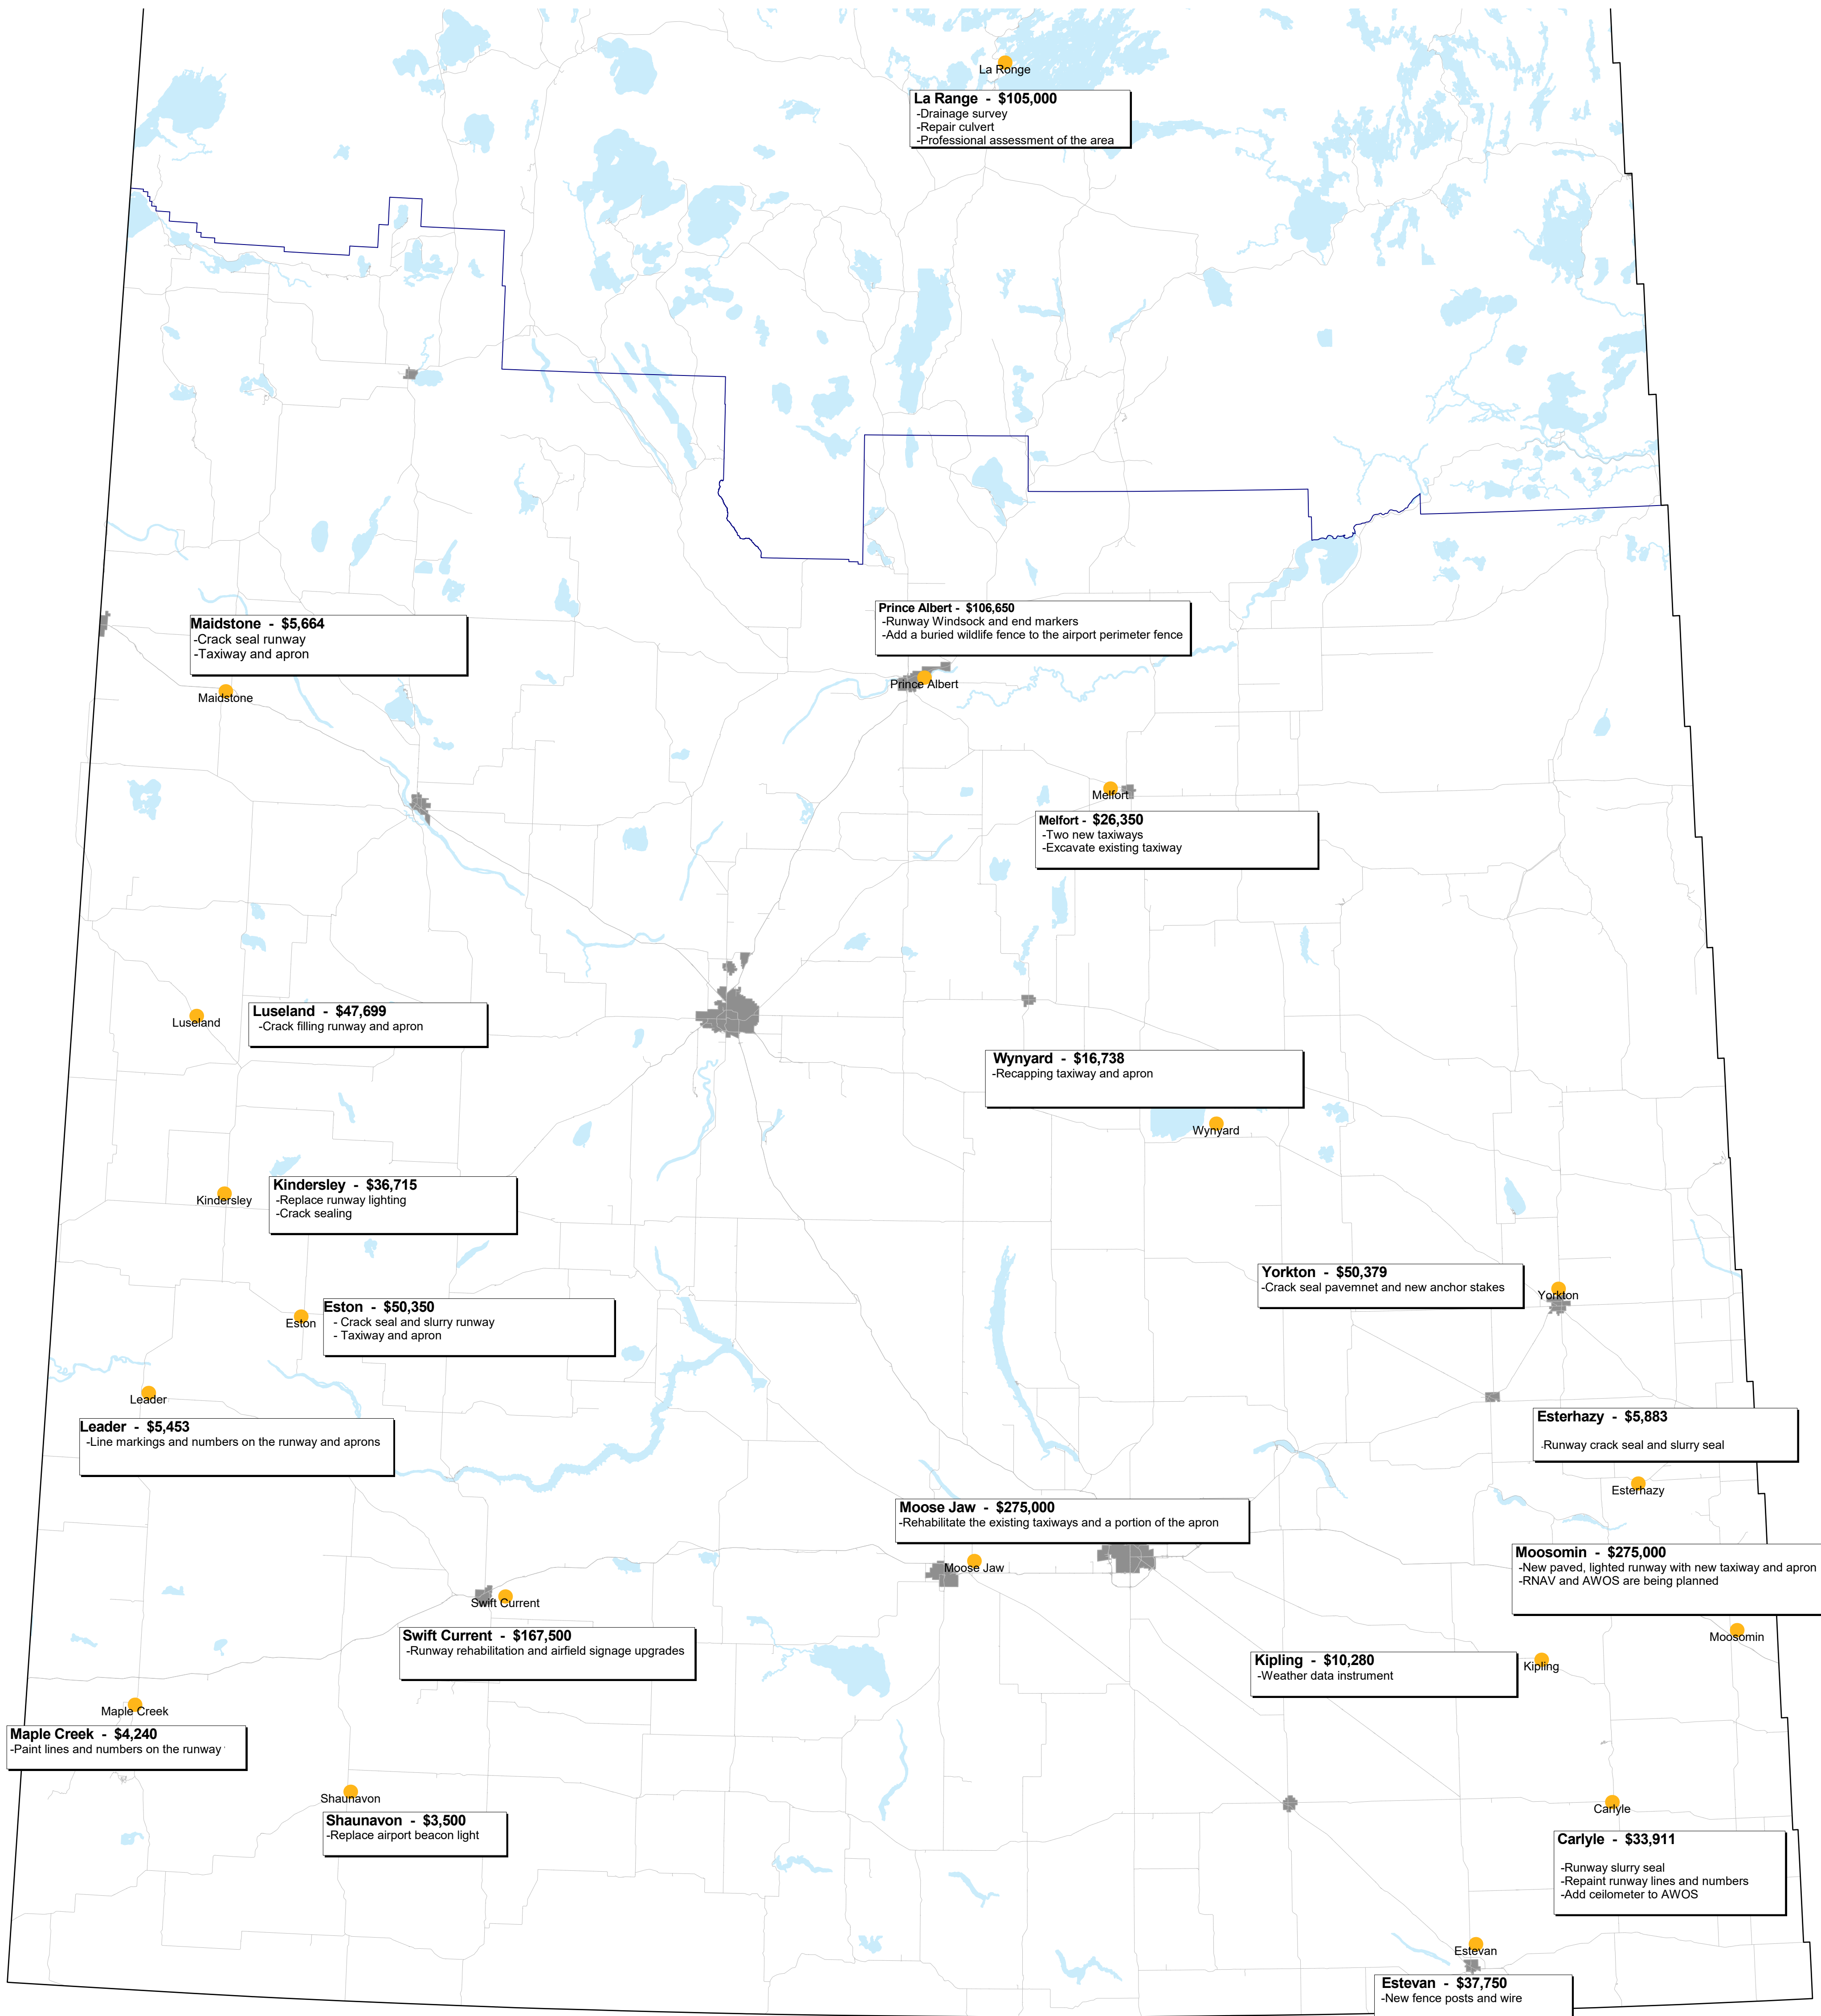 La Ronge
La Range - $105,000
-Drainage survey
-Repair culvert
-Professional assessment of the area
Maidstone - $5,664
-Crack seal runway
-Taxiway and apron
Maidstone
Prince Albert - $106,650
-Runway Windsock and end markers
-Add a buried wildlife fence to the airport perimeter fence
Prince Albert
Melfort
Melfort - $26,350
-Two new taxiways
-Excavate existing taxiway
Luseland
Luseland - $47,699
-Crack filling runway and apron
Wynyard - $16,738
-Recapping taxiway and apron
Wynyard
Kindersley
Kindersley - $36,715
-Replace runway lighting
-Crack sealing
Yorkton - $50,379
-Crack seal pavemnet and new anchor stakes
Yorkton
Eston
Eston - $50,350
- Crack seal and slurry runway
- Taxiway and apron
Leader
Leader - $5,453
-Line markings and numbers on the runway and aprons
Esterhazy - $5,883
-Runway crack seal and slurry seal
Esterhazy
Moose Jaw - $275,000
-Rehabilitate the existing taxiways and a portion of the apron
Moose Jaw
Moosomin - $275,000
-New paved, lighted runway with new taxiway and apron
-RNAV and AWOS are being planned
Moosomin
Swift Current
Swift Current - $167,500
-Runway rehabilitation and airfield signage upgrades
Kipling - $10,280
-Weather data instrument
Kipling
Maple Creek
Maple Creek - $4,240
-Paint lines and numbers on the runway
Shaunavon
Shaunavon - $3,500
-Replace airport beacon light
Carlyle
Carlyle - $33,911
-Runway slurry seal
-Repaint runway lines and numbers
-Add ceilometer to AWOS
Estevan
Estevan - $37,750
-New fence posts and wire